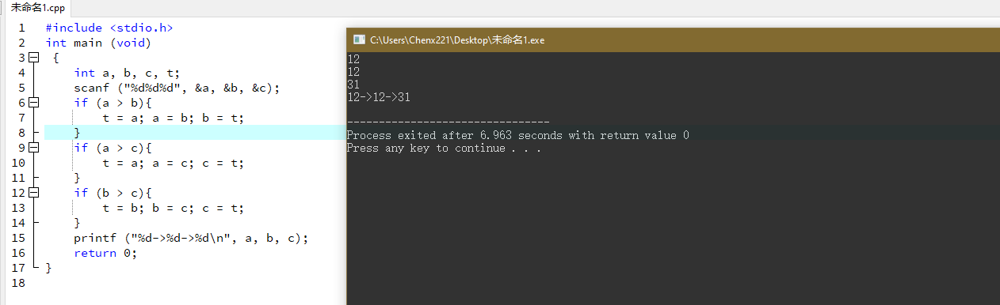 未命名1.cpp
1 #include <stdio.h>
2 int main (void)
3 {
4 int a, b, c, t;
5 scanf ("%d%d%d", &a, &b, &c);
6 if (a > b){
7 t = a; a = b; b = t;
8 }
9 if (a > c){
10 t = a; a = c; c = t;
11 }
12 if (b > c){
13 t = b; b = c; c = t;
14 }
15 printf ("%d->%d->%d\n", a, b, c);
16 return 0;
17 }
18
C:\Users\Chenx221\Desktop\未命名1.exe
12
12
31
12->12->31
--------------------------------
Process exited after 6.963 seconds with return value 0
Press any key to continue . . .